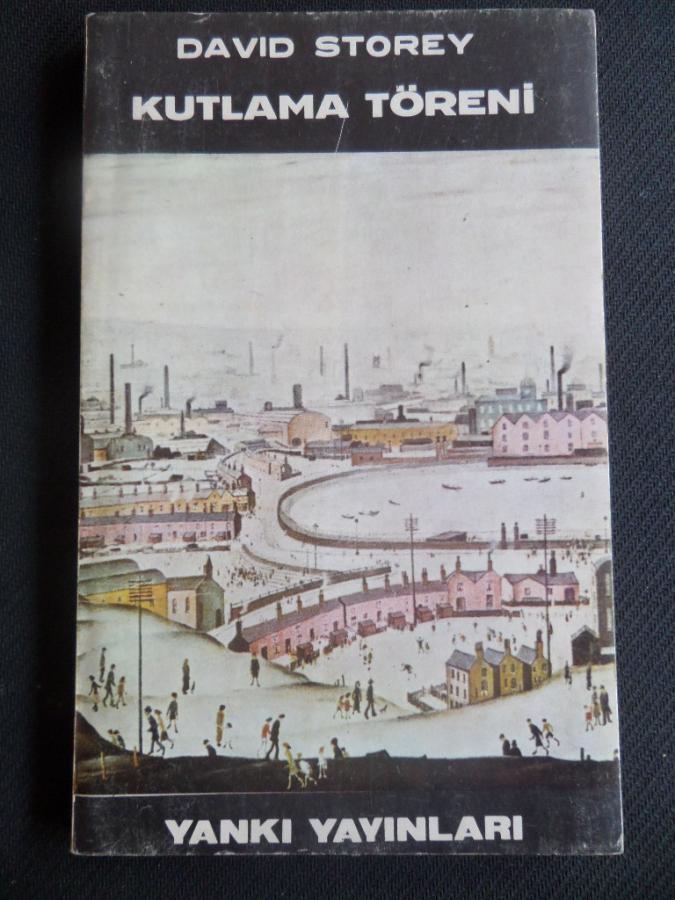 DAVID STOREY
KUTLAMA TÖRENİ
YANKI YAYINLARI